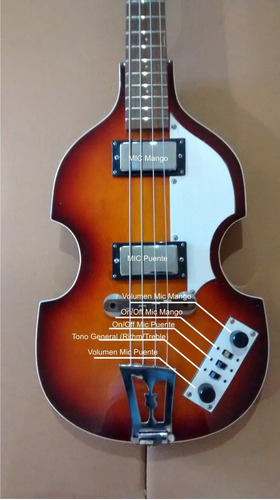 MIC Mango
MIC Puente
Volumen Mic Mango
On/Off Mic Mango
On/Off Mic Puente
Tono General (Rithm/Treble)
Volumen Mic Puente